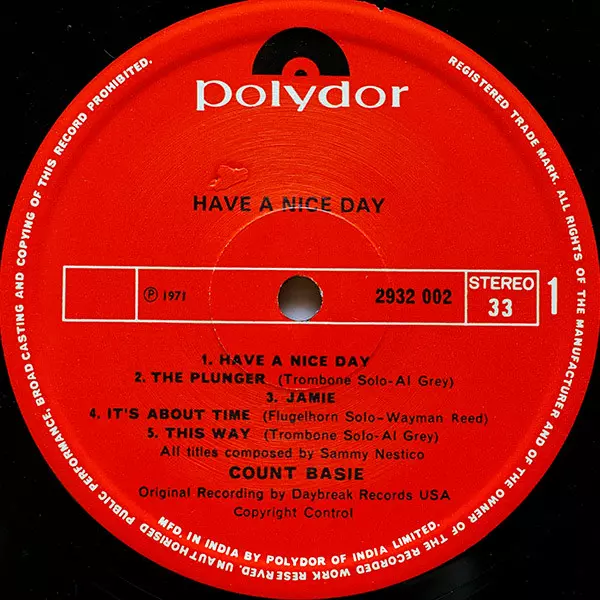 polydor
HAVE A NICE DAY
℗ 1971
2932 002
STEREO
33
1
1. HAVE A NICE DAY
2. THE PLUNGER (Trombone Solo-Al Grey)
3. JAMIE
4. IT'S ABOUT TIME (Flugelhorn Solo-Wayman Reed)
5. THIS WAY (Trombone Solo-Al Grey)
All titles composed by Sammy Nestico
COUNT BASIE
Original Recording by Daybreak Records USA
Copyright Control
REGISTERED TRADE MARK. ALL RIGHTS OF THE MANUFACTURER AND OF THE OWNER OF THE RECORDED WORK RESERVED. UNAUTHORISED PUBLIC PERFORMANCE, BROADCASTING AND COPYING OF THIS RECORD PROHIBITED.
MFD. IN INDIA BY POLYDOR OF INDIA LIMITED.